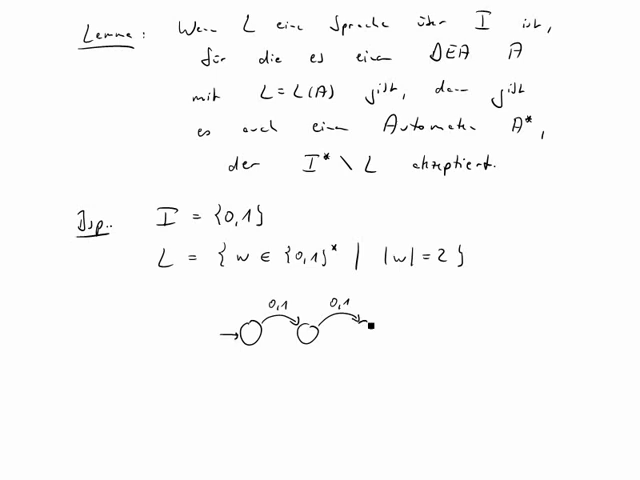 Lemma: Wenn L eine Sprache über I ist,
für die es einen DEA A
mit L = L(A) gibt, dann gibt
es auch einen Automaten A*,
der I* \ L akzeptiert.
Bsp.: I = {0,1}
L = { w ∈ {0,1}* | |w| = 2 }
0,1 0,1